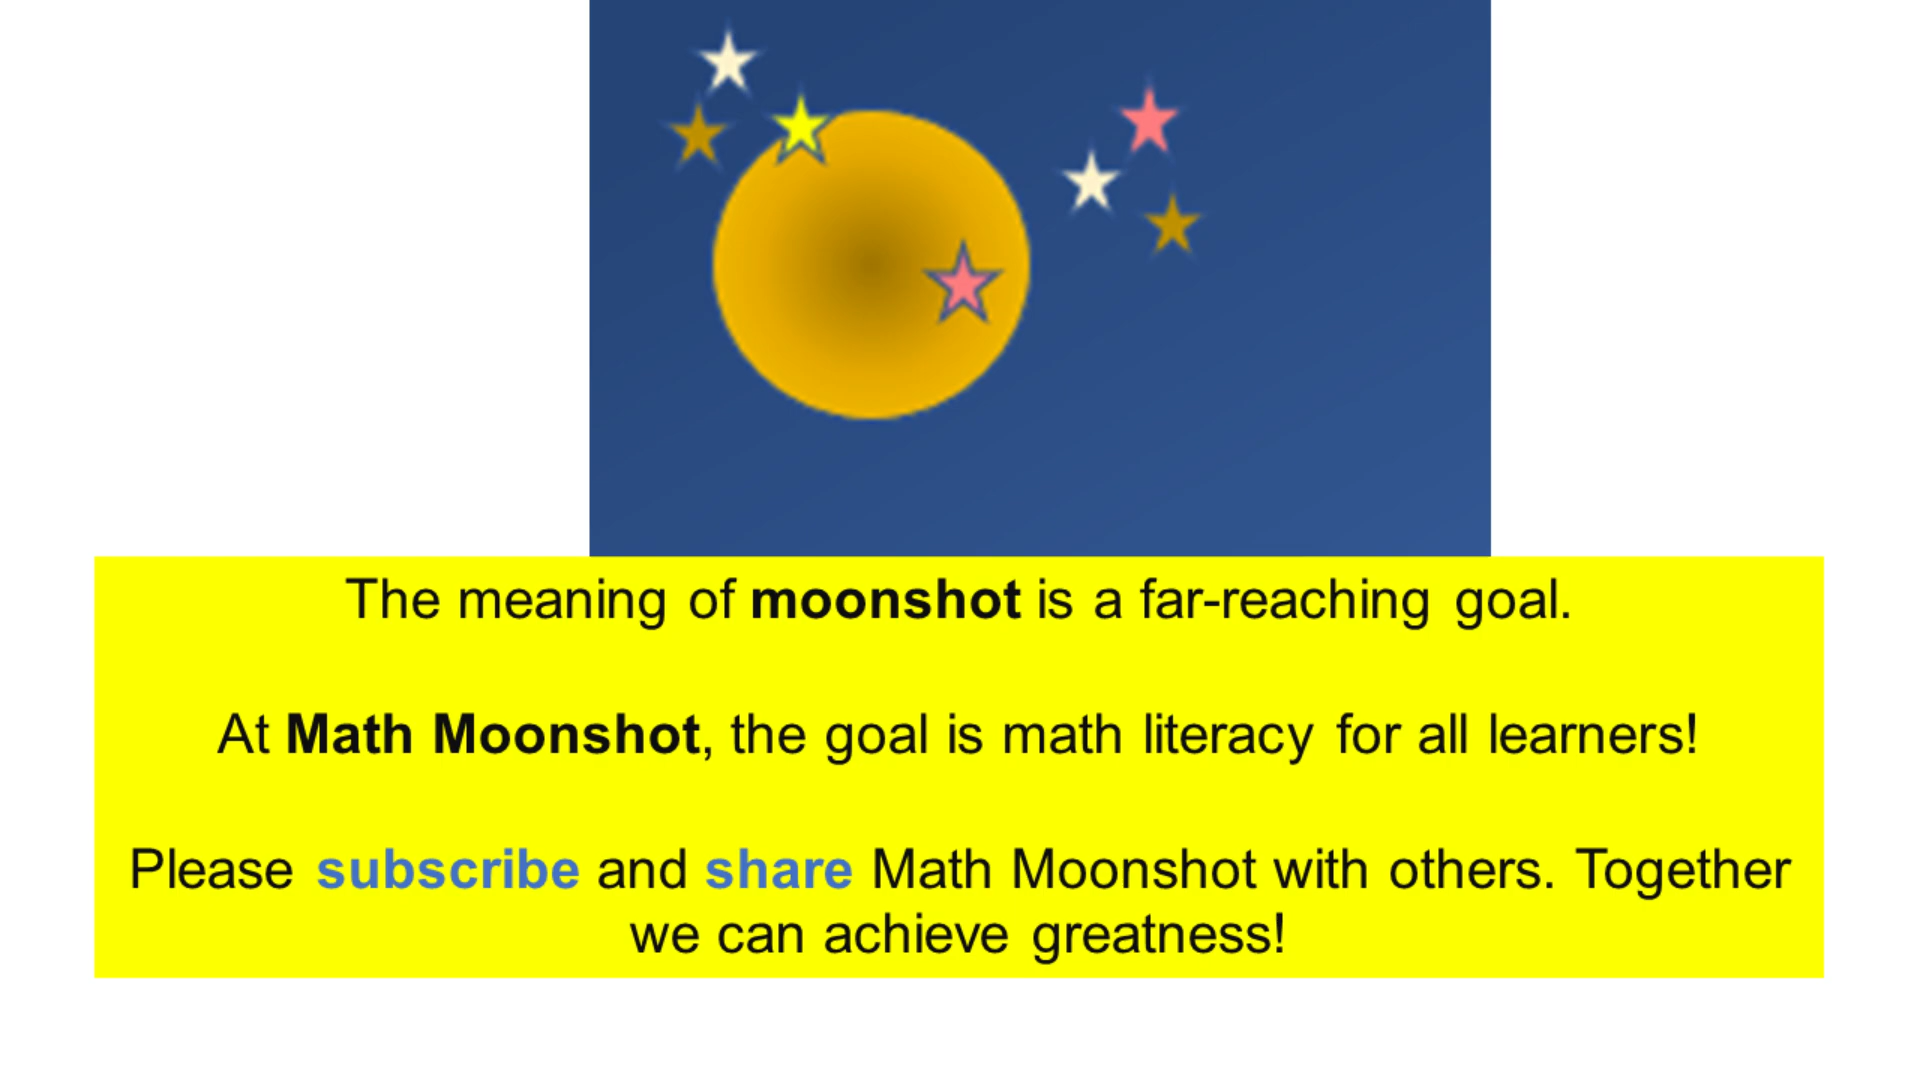 The meaning of moonshot is a far-reaching goal.
At Math Moonshot, the goal is math literacy for all learners!
Please subscribe and share Math Moonshot with others. Together
we can achieve greatness!